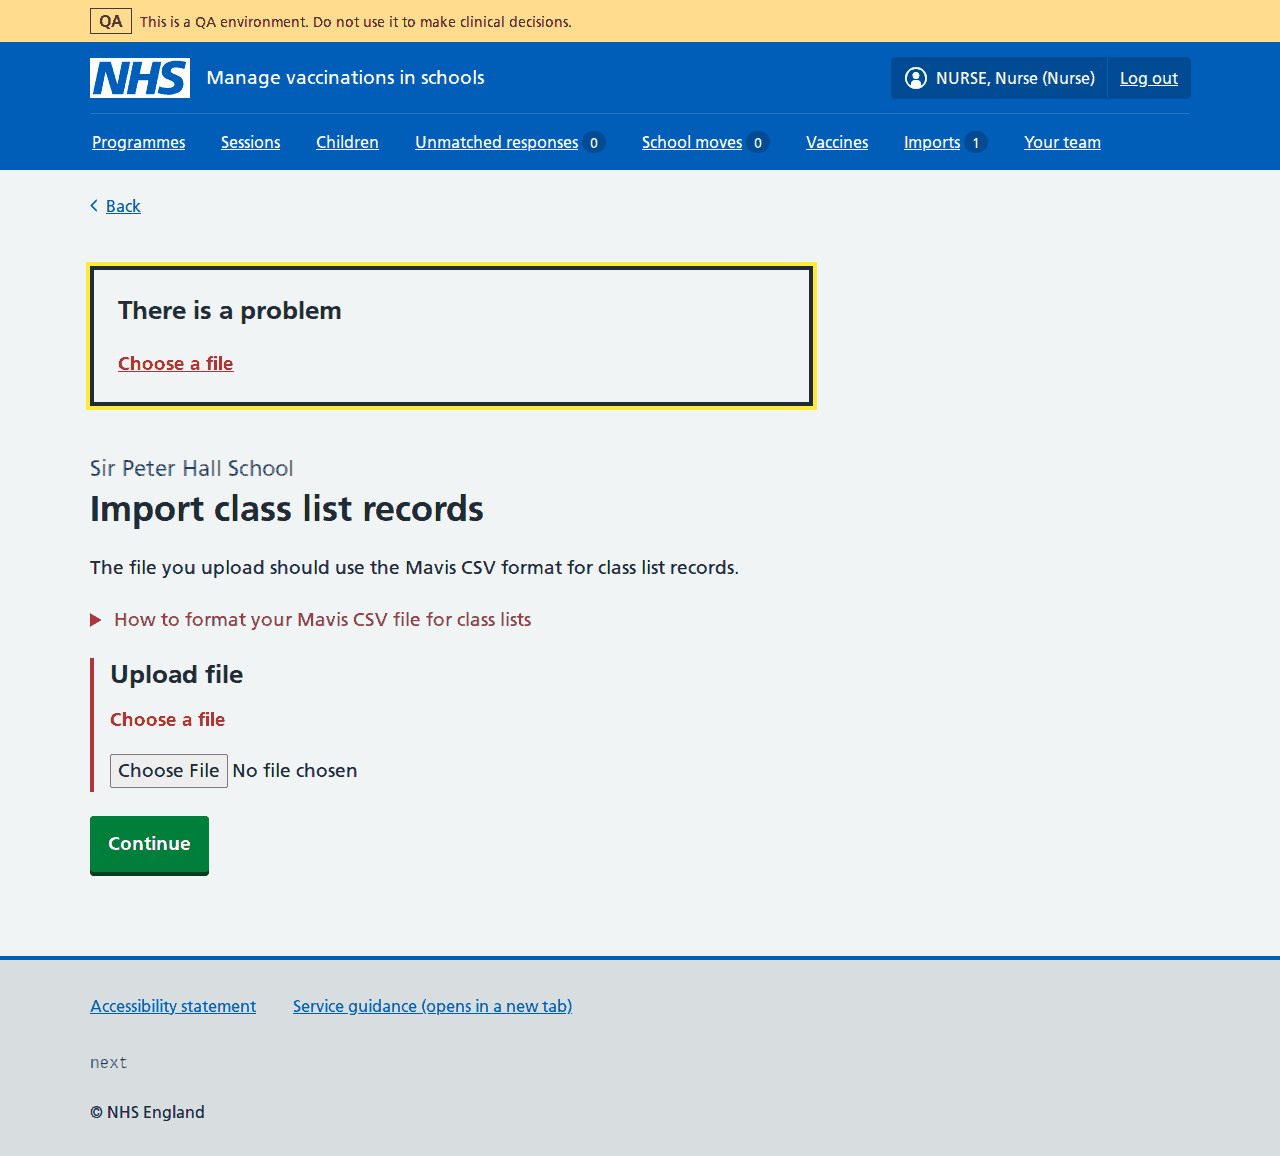 QA This is a QA environment. Do not use it to make clinical decisions.
NHS Manage vaccinations in schools NURSE, Nurse (Nurse) Log out
Programmes Sessions Children Unmatched responses 0 School moves 0 Vaccines Imports 1 Your team
Back
There is a problem
Choose a file
Sir Peter Hall School
Import class list records
The file you upload should use the Mavis CSV format for class list records.
How to format your Mavis CSV file for class lists
Upload file
Choose a file
Choose File No file chosen
Continue
Accessibility statement Service guidance (opens in a new tab)
next
© NHS England